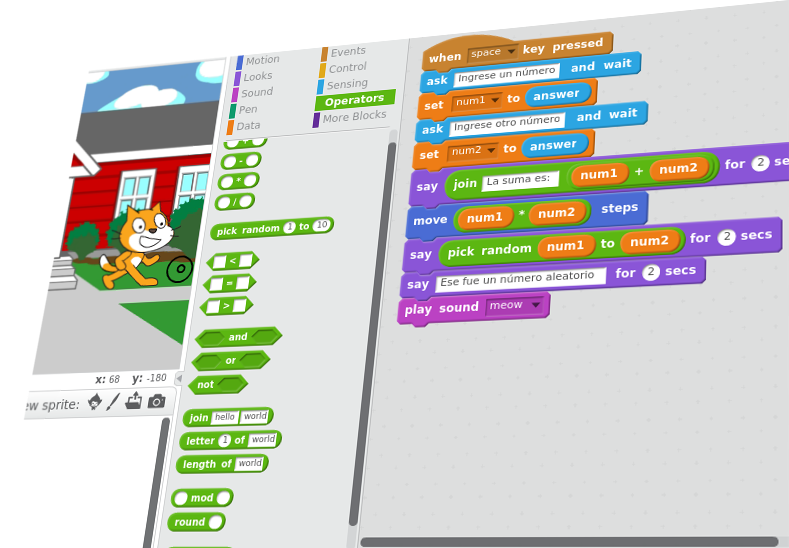 Motion
Looks
Sound
Pen
Data
Events
Control
Sensing
Operators
More Blocks
-
*
/
pick random 1 to 10
<
=
>
and
or
not
join hello world
letter 1 of world
length of world
mod
round
x: 68 y: -180
ew sprite:
when space key pressed
ask Ingrese un número and wait
set num1 to answer
ask Ingrese otro número and wait
set num2 to answer
say join La suma es: num1 + num2 for 2 se
move num1 * num2 steps
say pick random num1 to num2 for 2 secs
say Ese fue un número aleatorio for 2 secs
play sound meow